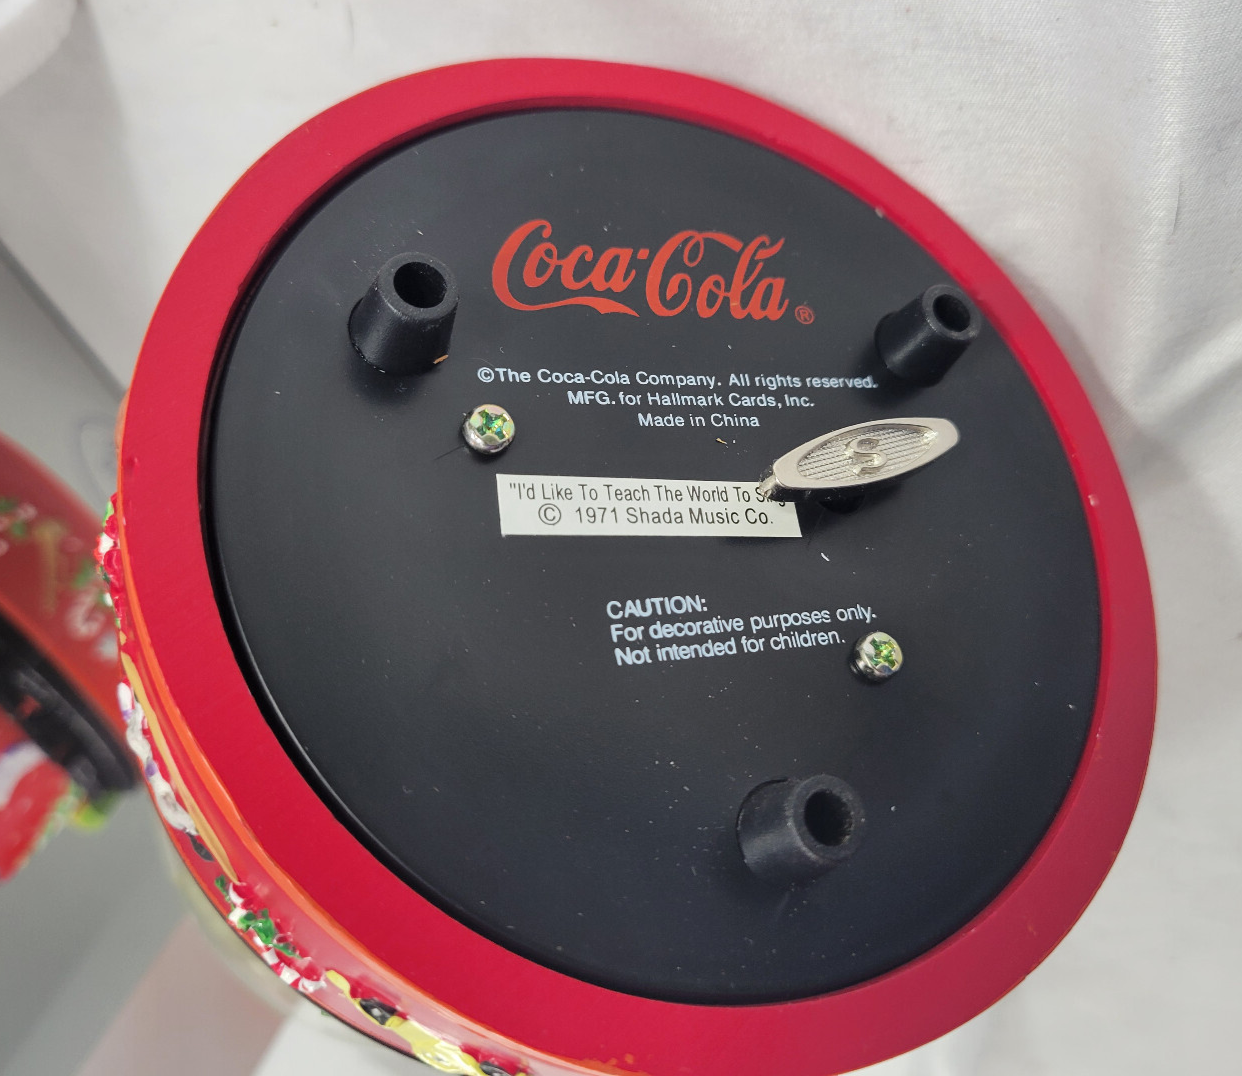 Coca-Cola ®
©The Coca-Cola Company. All rights reserved.
MFG. for Hallmark Cards, Inc.
Made in China
S
"I'd Like To Teach The World To
© 1971 Shada Music Co.
CAUTION:
For decorative purposes only.
Not intended for children.